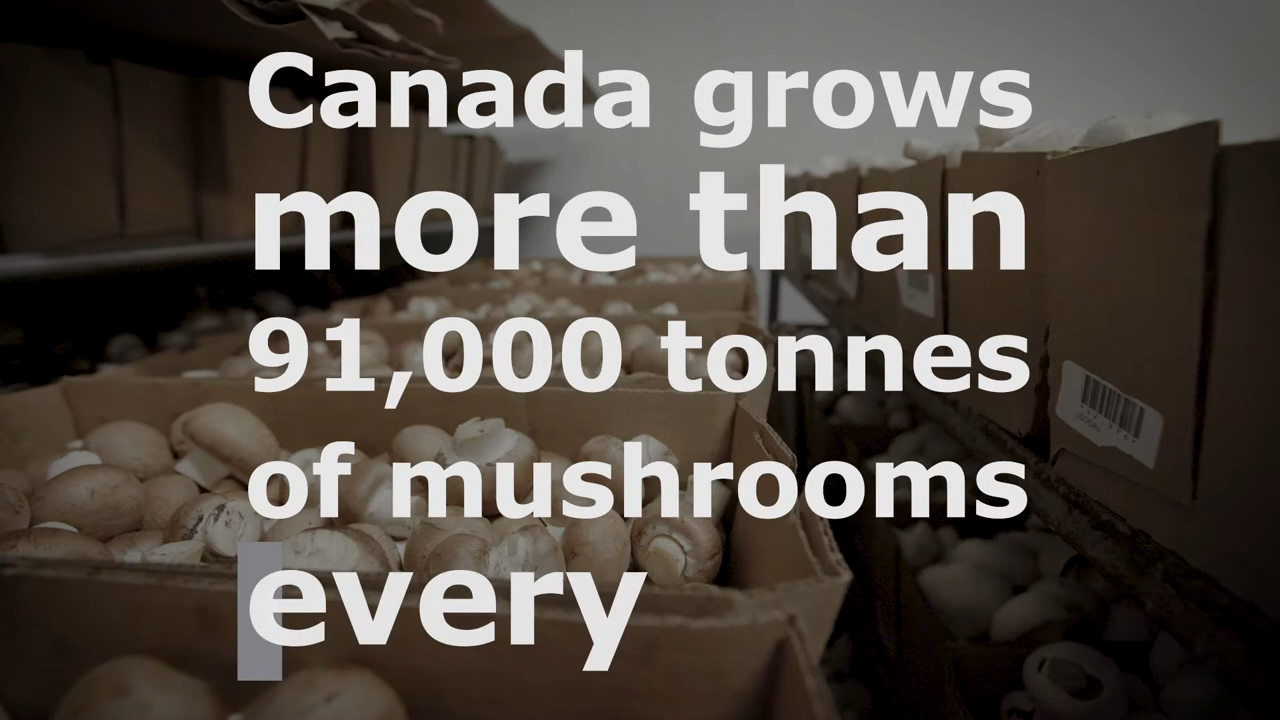 Canada grows
more than
91,000 tonnes
of mushrooms
every